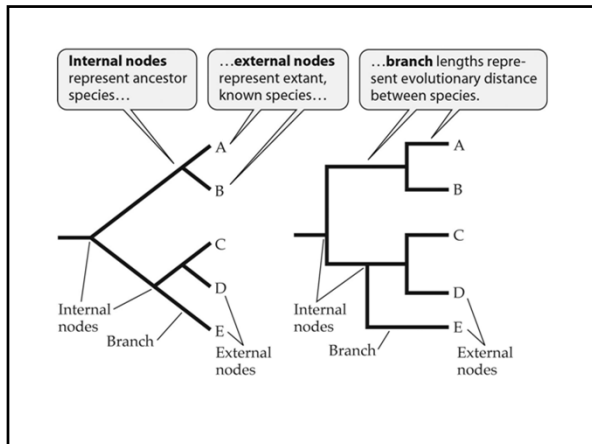 Internal nodes
represent ancestor
species…
…external nodes
represent extant,
known species…
…branch lengths repre-
sent evolutionary distance
between species.
A
B
C
D
E
Internal
nodes
Branch
External
nodes
A
B
C
D
E
Internal
nodes
Branch
External
nodes